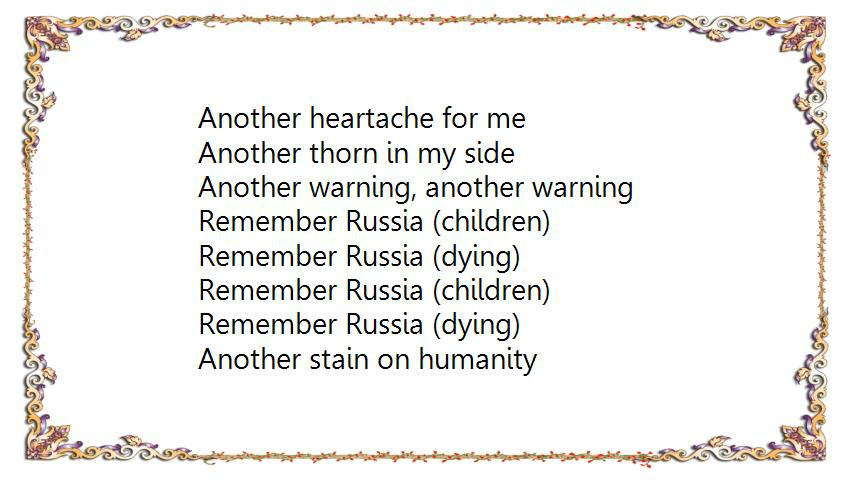 Another heartache for me
Another thorn in my side
Another warning, another warning
Remember Russia (children)
Remember Russia (dying)
Remember Russia (children)
Remember Russia (dying)
Another stain on humanity